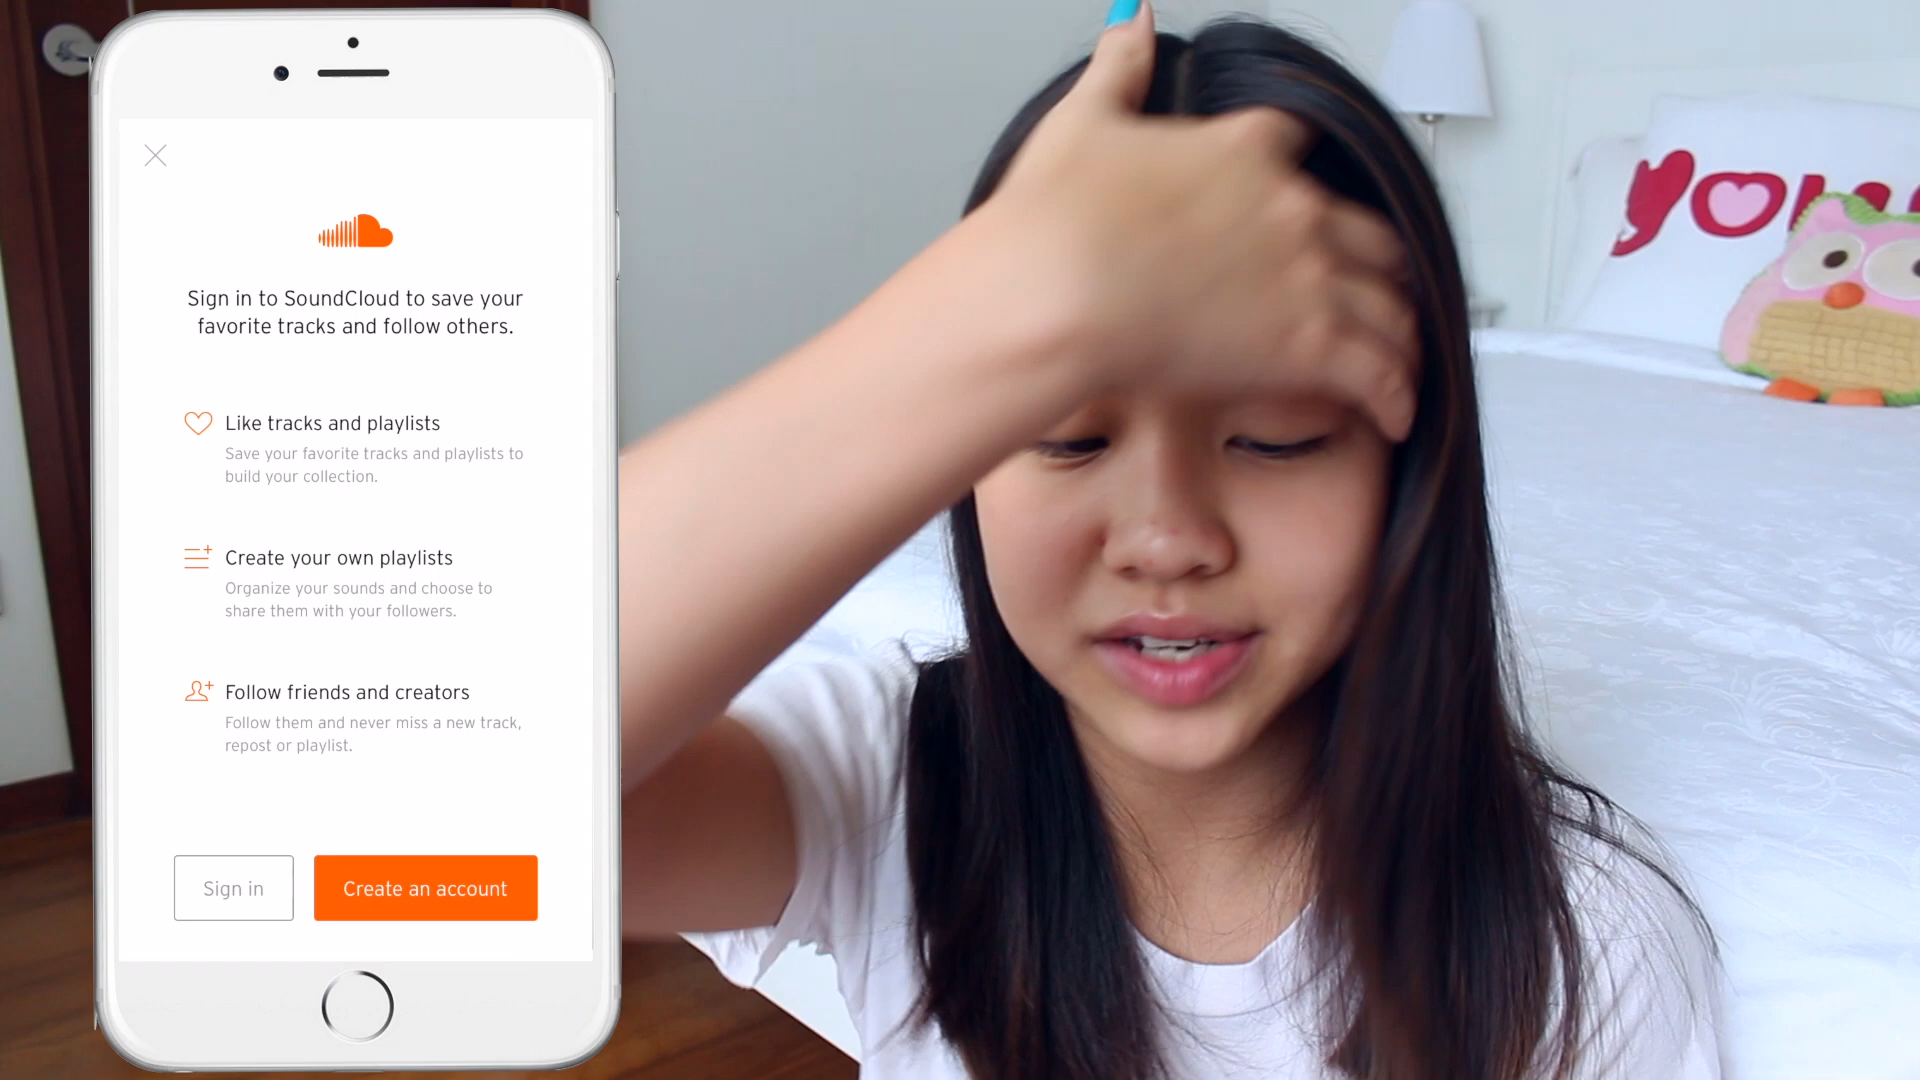 Sign in to SoundCloud to save your
favorite tracks and follow others.
Like tracks and playlists
Save your favorite tracks and playlists to
build your collection.
Create your own playlists
Organize your sounds and choose to
share them with your followers.
Follow friends and creators
Follow them and never miss a new track,
repost or playlist.
Sign in
Create an account
you